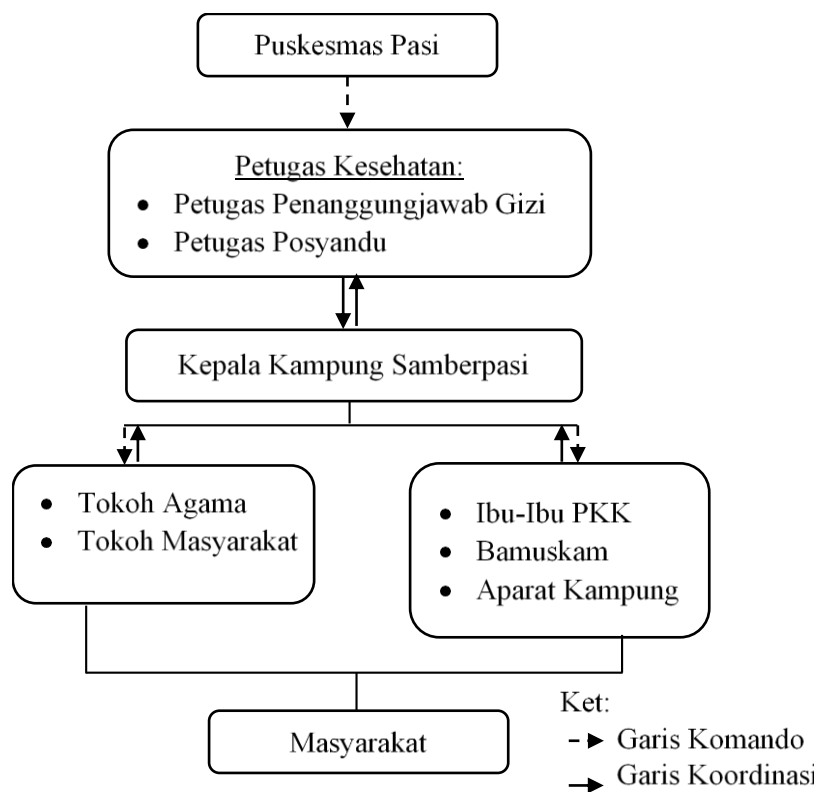 Puskesmas Pasi
Petugas Kesehatan:
• Petugas Penanggungjawab Gizi
• Petugas Posyandu
Kepala Kampung Samberpasi
• Tokoh Agama
• Tokoh Masyarakat
• Ibu-Ibu PKK
• Bamuskam
• Aparat Kampung
Masyarakat
Ket:
Garis Komando
Garis Koordinasi